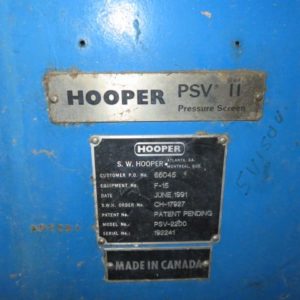 HOOPER PSV® II
Pressure Screen
HOOPER
S. W. HOOPER ATLANTA, GA.
MONTREAL, QUE.
CUSTOMER P.O. No. 66045
EQUIPMENT No. F-15
DATE JUNE 1991
S.W.H. ORDER No. CH-17927
PATENT No. PATENT PENDING
MODEL No. PSV-2200
SERIAL No. 192241
MADE IN CANADA